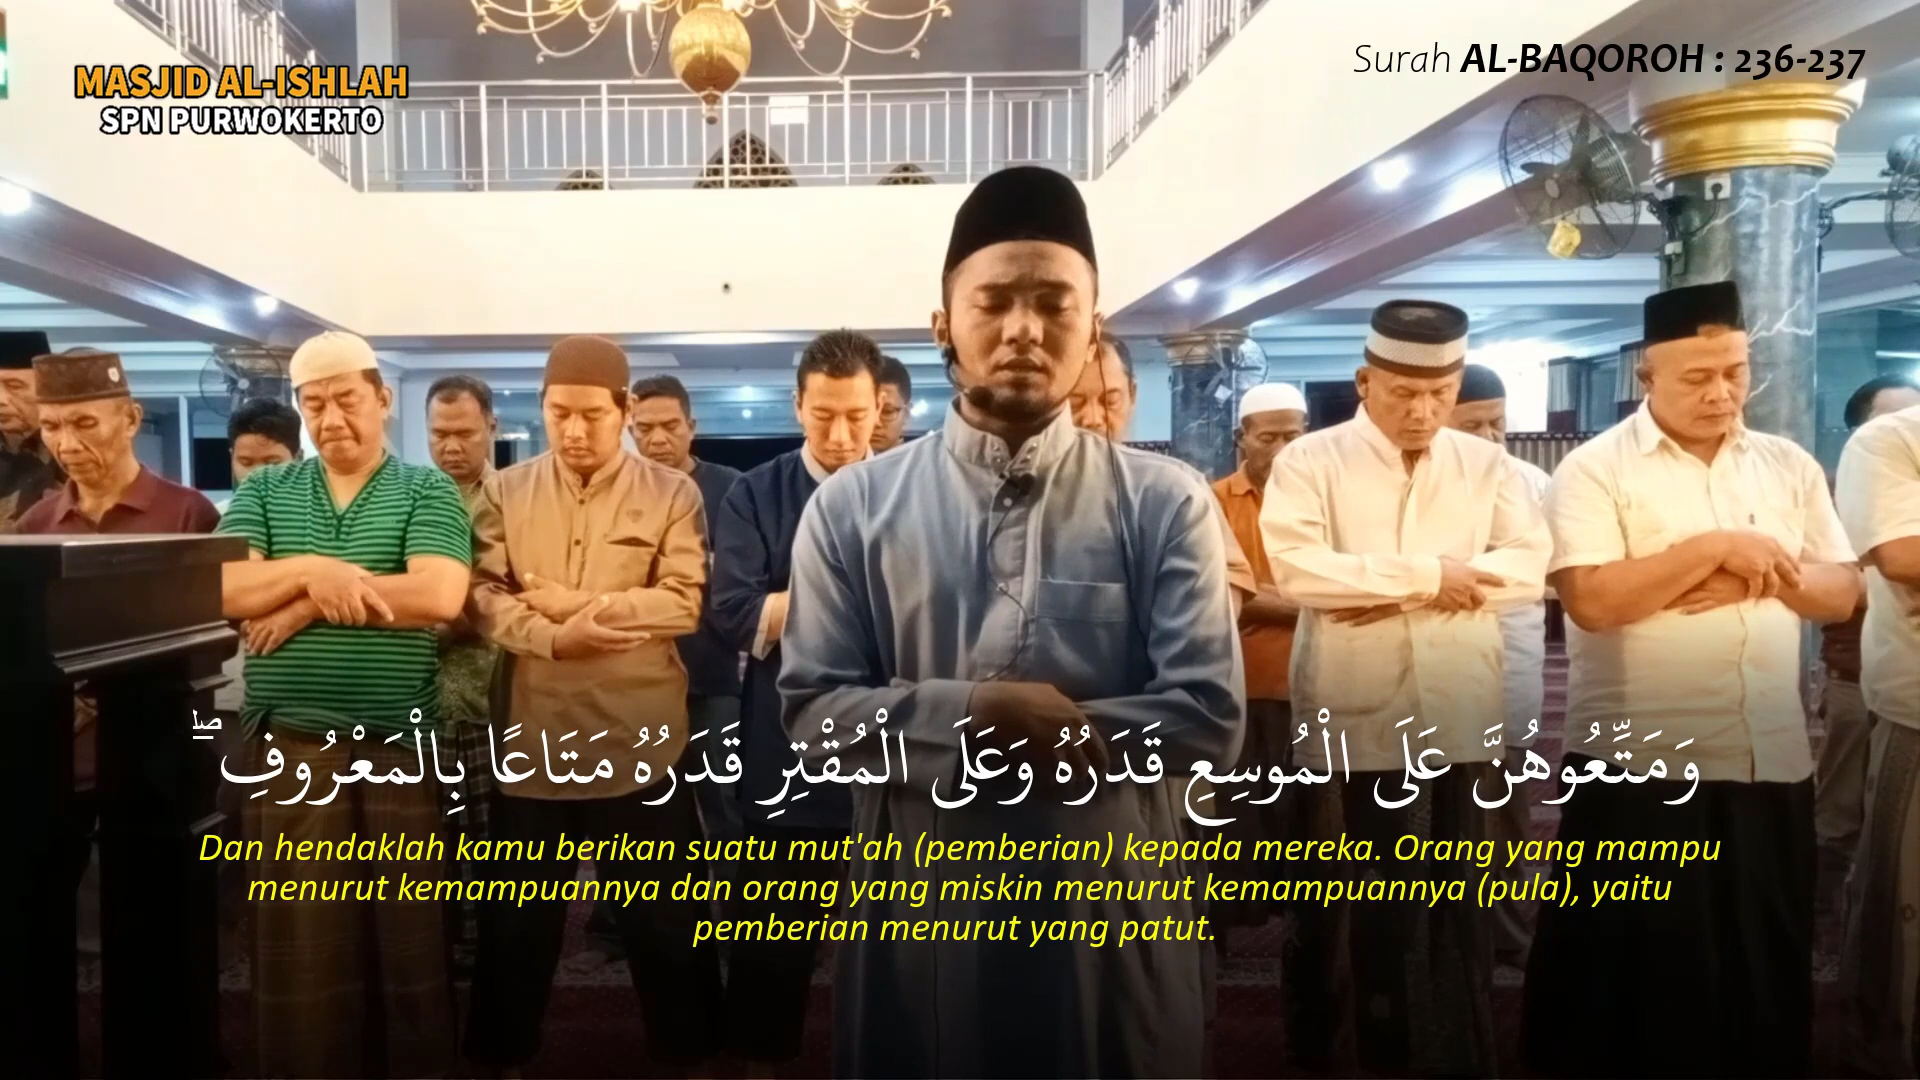 MASJID AL-ISHLAH
SPN PURWOKERTO
Surah AL-BAQOROH : 236-237
وَمَتِّعُوهُنَّ عَلَى الْمُوسِعِ قَدَرُهُ وَعَلَى الْمُقْتِرِ قَدَرُهُ مَتَاعًا بِالْمَعْرُوفِ ۖ
Dan hendaklah kamu berikan suatu mut'ah (pemberian) kepada mereka. Orang yang mampu
menurut kemampuannya dan orang yang miskin menurut kemampuannya (pula), yaitu
pemberian menurut yang patut.